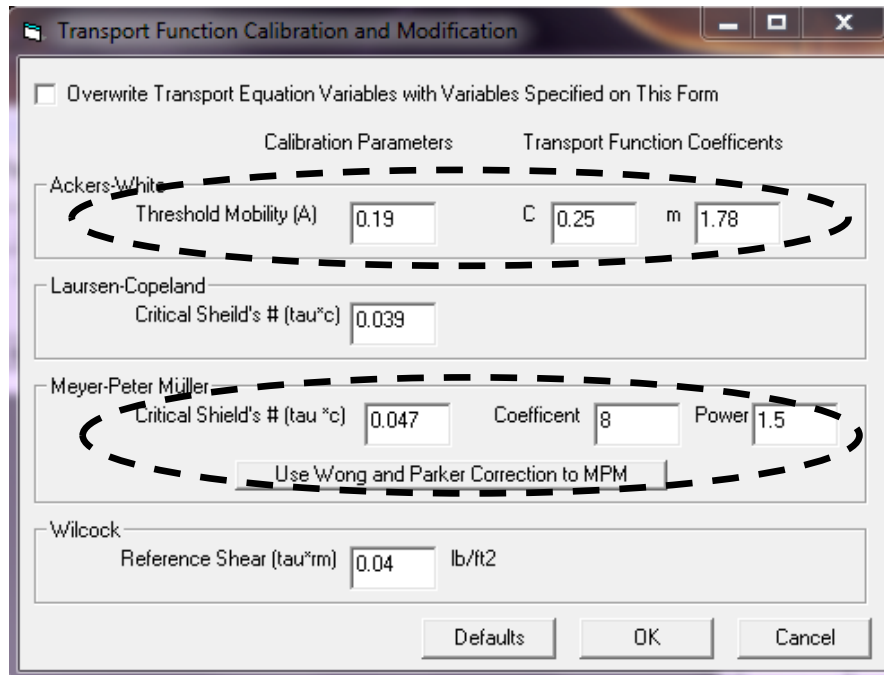 Transport Function Calibration and Modification
Overwrite Transport Equation Variables with Variables Specified on This Form
Calibration Parameters Transport Function Coefficents
Ackers-White
Threshold Mobility (A) 0.19 C 0.25 m 1.78
Laursen-Copeland
Critical Sheild's # (tau*c) 0.039
Meyer-Peter Müller
Critical Shield's # (tau *c) 0.047 Coefficent 8 Power 1.5
Use Wong and Parker Correction to MPM
Wilcock
Reference Shear (tau*rm) 0.04 lb/ft2
Defaults OK Cancel